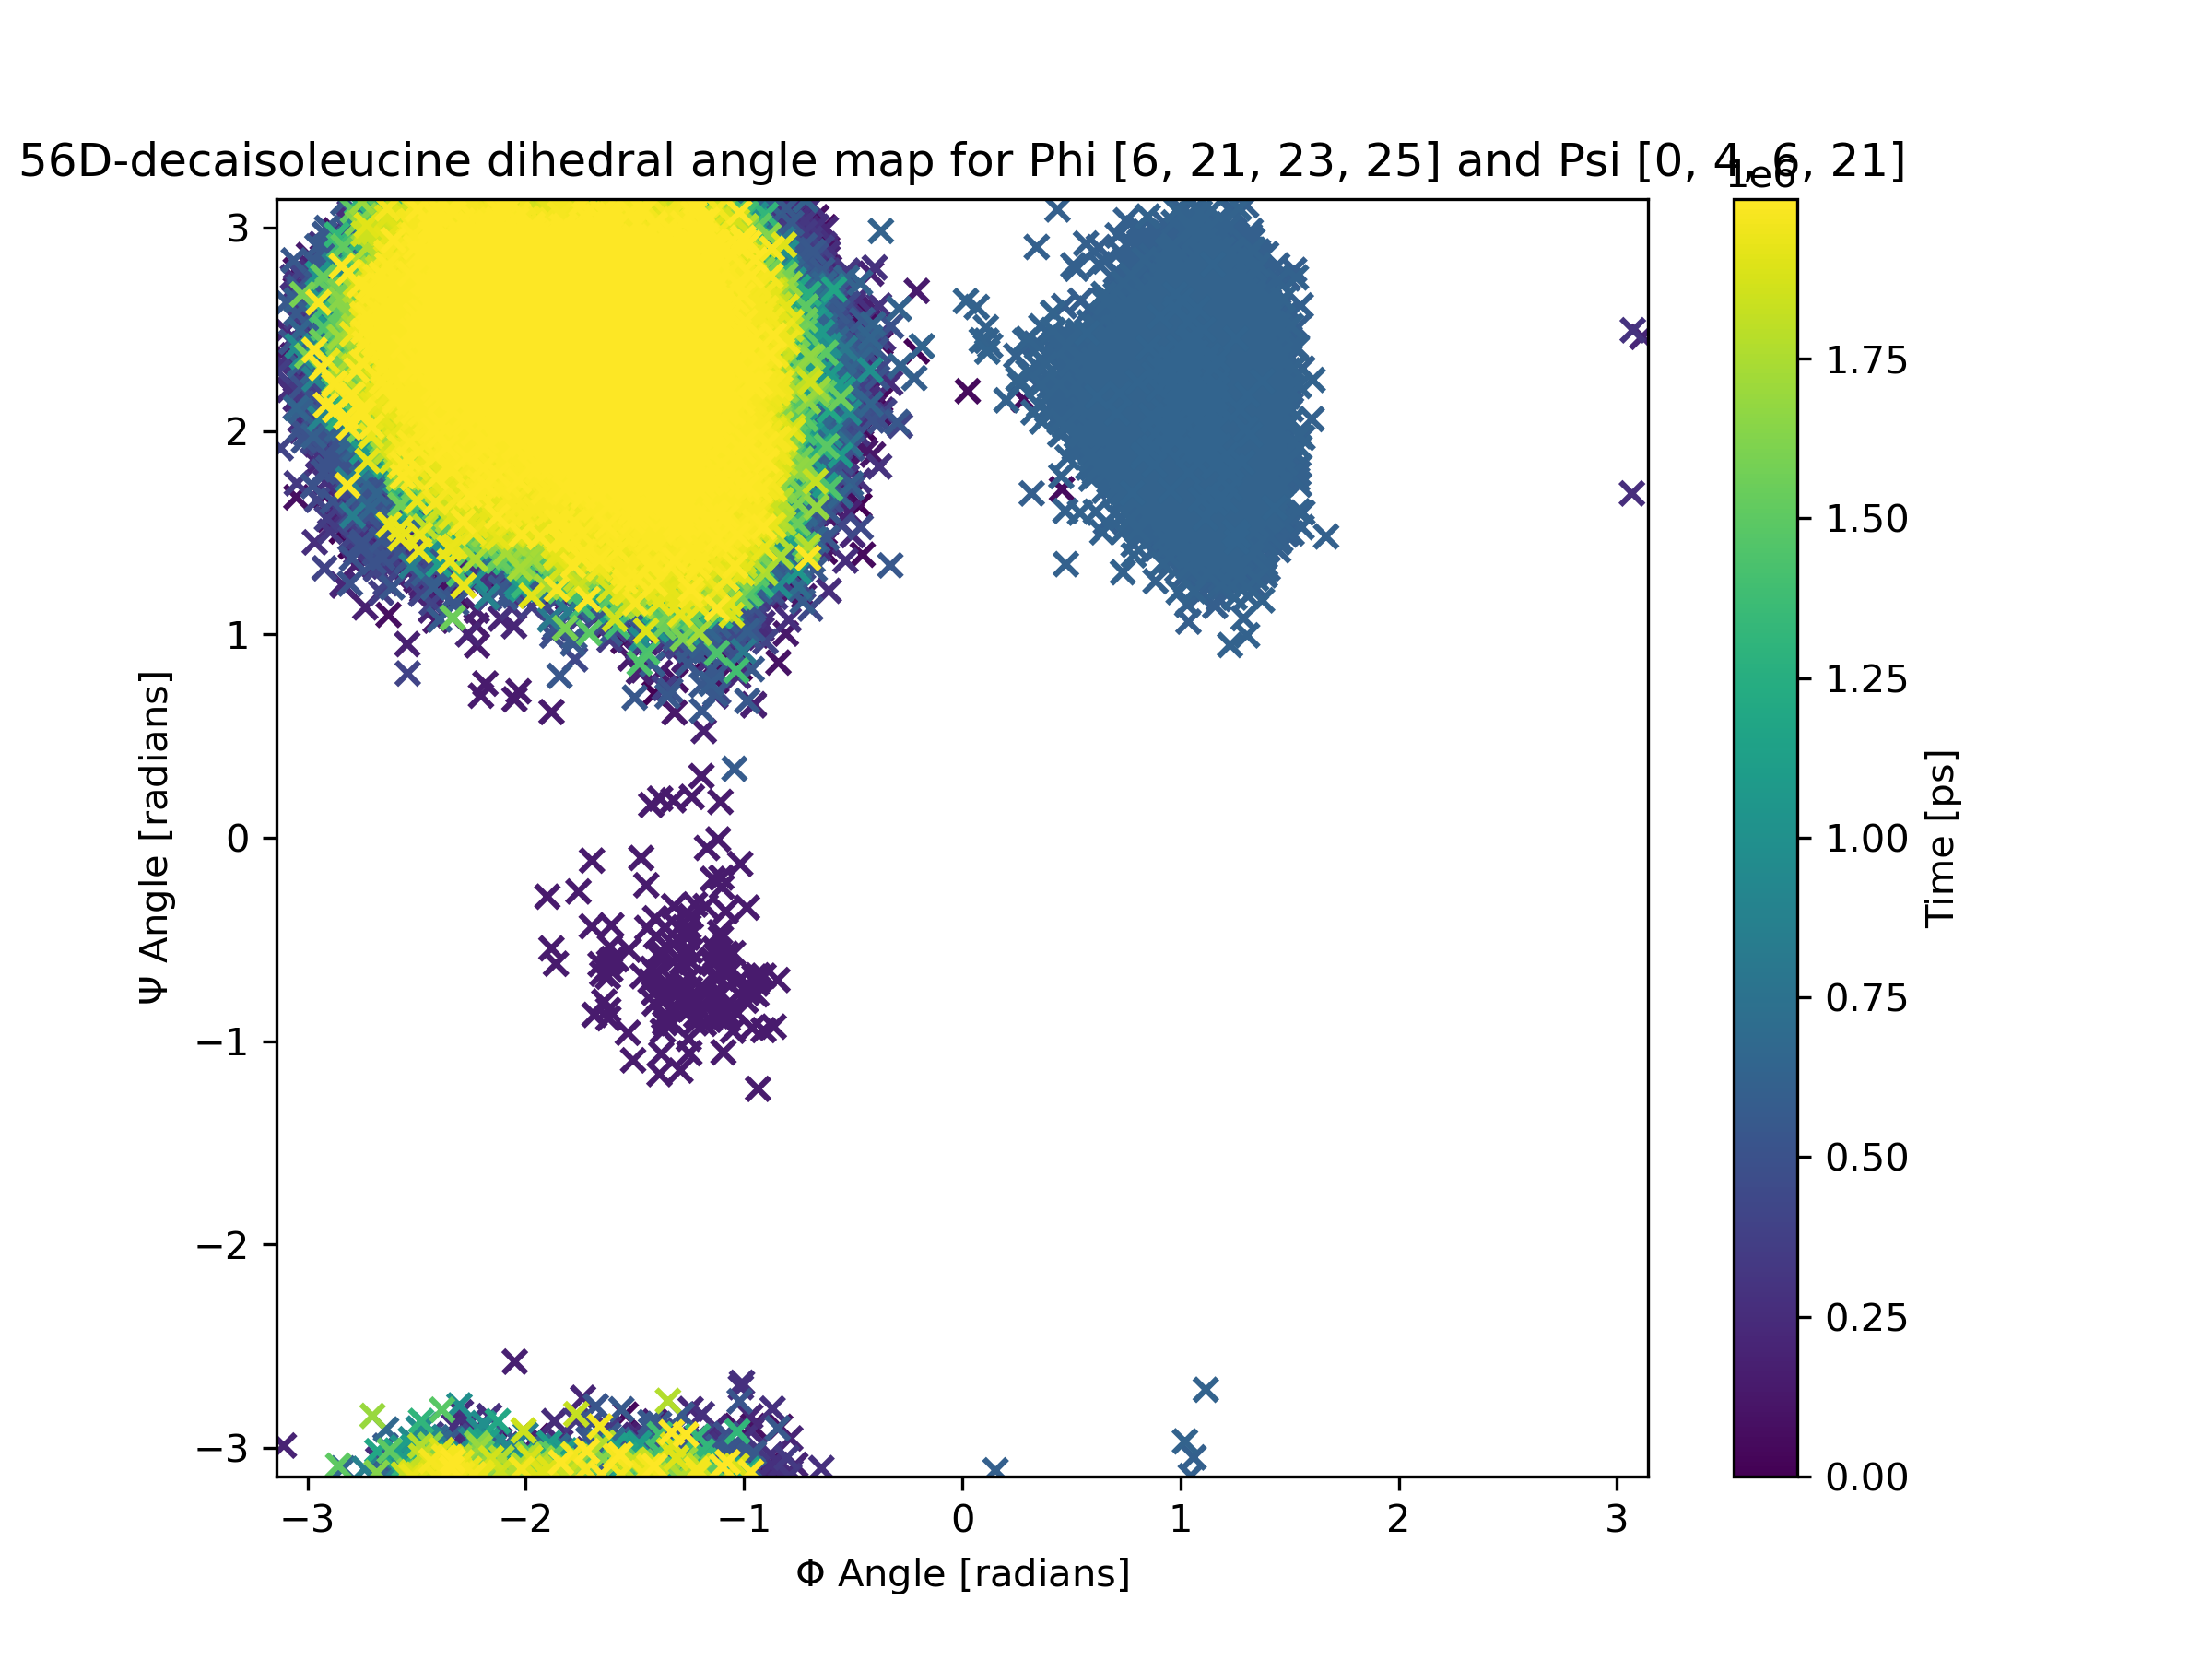 56D-decaisoleucine dihedral angle map for Phi [6, 21, 23, 25] and Psi [0, 4, 6, 21]
1e6
3
2
1
0
−1
−2
−3
Ψ Angle [radians]
−3 −2 −1 0 1 2 3
Φ Angle [radians]
1.75
1.50
1.25
1.00
0.75
0.50
0.25
0.00
Time [ps]